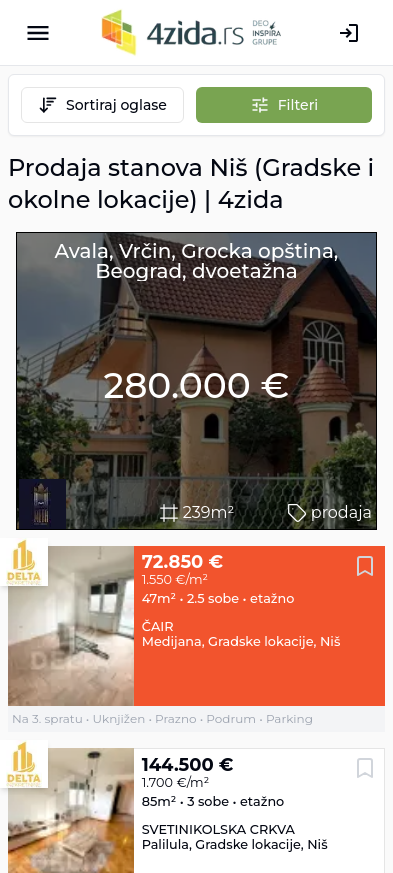 4zida.rs
DEO
INSPIRA
GRUPE
Sortiraj oglase
Filteri
Prodaja stanova Niš (Gradske i
okolne lokacije) | 4zida
Avala, Vrčin, Grocka opština,
Beograd, dvoetažna
280.000 €
239m²
prodaja
DELTA
72.850 €
1.550 €/m²
47m² • 2.5 sobe • etažno
ČAIR
Medijana, Gradske lokacije, Niš
DELTA
Na 3. spratu • Uknjižen • Prazno • Podrum • Parking
DELTA
144.500 €
1.700 €/m²
85m² • 3 sobe • etažno
SVETINIKOLSKA CRKVA
Palilula, Gradske lokacije, Niš